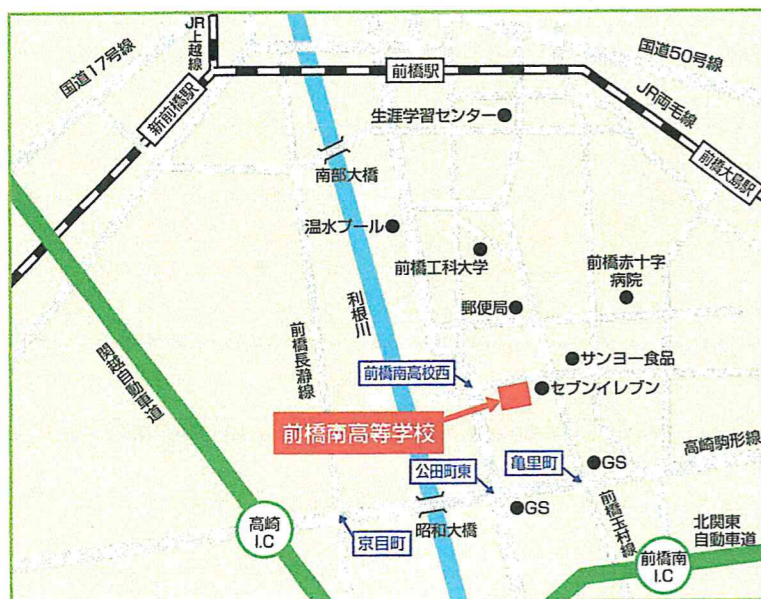 JR上越線
国道17号線
新前橋駅
前橋駅
国道50号線
JR両毛線
前橋大島駅
生涯学習センター
南部大橋
温水プール
前橋工科大学
前橋赤十字
病院
郵便局
利根川
前橋長瀞線
関越自動車道
サンヨー食品
前橋南高校西
セブンイレブン
前橋南高等学校
高崎駒形線
公田町東
亀里町
GS
GS
高崎
I.C
京目町
昭和大橋
前橋玉村線
北関東
自動車道
前橋南
I.C